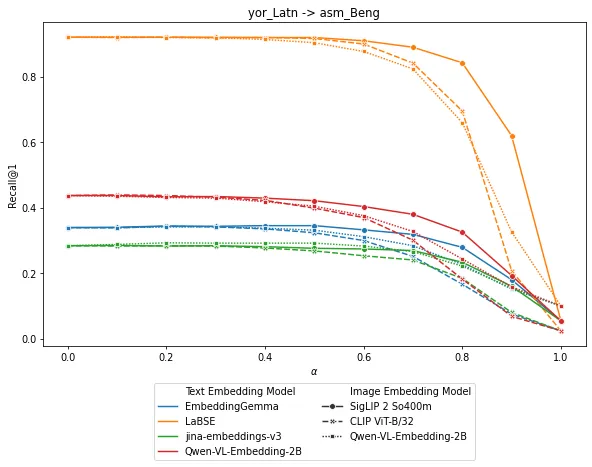 yor_Latn -> asm_Beng
Recall@1
0.8
0.6
0.4
0.2
0.0
0.0 0.2 0.4 0.6 0.8 1.0
α
Text Embedding Model
EmbeddingGemma
LaBSE
jina-embeddings-v3
Qwen-VL-Embedding-2B
Image Embedding Model
SigLIP 2 So400m
CLIP ViT-B/32
Qwen-VL-Embedding-2B